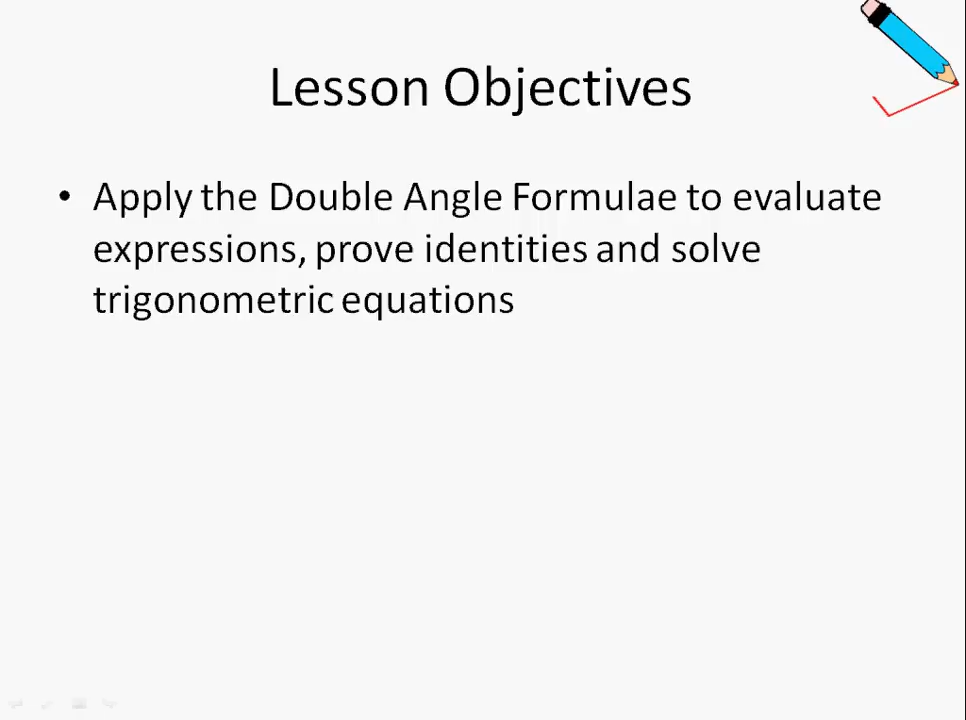 Lesson Objectives
• Apply the Double Angle Formulae to evaluate
expressions, prove identities and solve
trigonometric equations